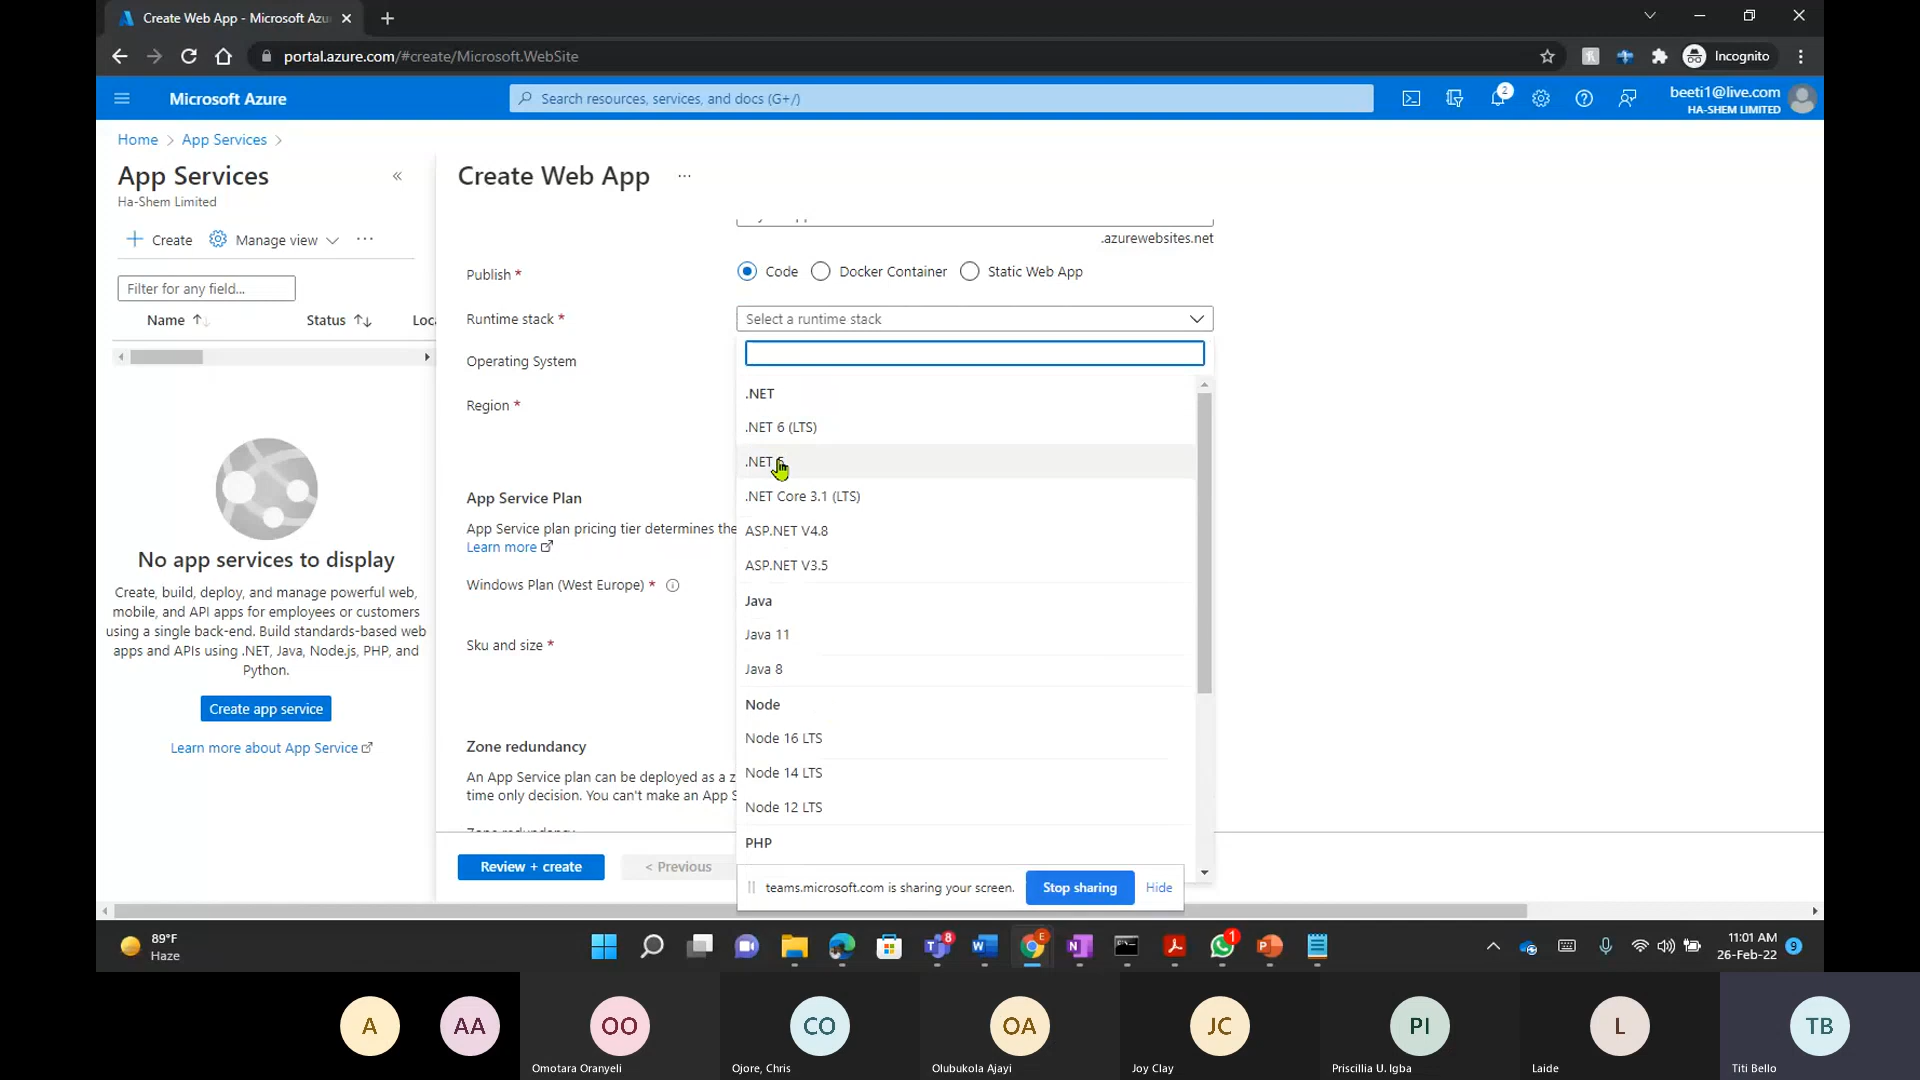 Create Web App - Microsoft Azu
portal.azure.com/#create/Microsoft.WebSite
Incognito
Microsoft Azure
Search resources, services, and docs (G+/)
2
beeti1@live.com
HA-SHEM LIMITED
Home > App Services >
App Services
Ha-Shem Limited
Create
Manage view
Filter for any field...
Name
Status
Loca
No app services to display
Create, build, deploy, and manage powerful web,
mobile, and API apps for employees or customers
using a single back-end. Build standards-based web
apps and APIs using .NET, Java, Node.js, PHP, and
Python.
Create app service
Learn more about App Service
Create Web App
...
.azurewebsites.net
Publish *
Code
Docker Container
Static Web App
Runtime stack *
Select a runtime stack
Operating System
Region *
.NET
.NET 6 (LTS)
.NET 5
.NET Core 3.1 (LTS)
ASP.NET V4.8
ASP.NET V3.5
Java
Java 11
Java 8
Node
Node 16 LTS
Node 14 LTS
Node 12 LTS
PHP
App Service Plan
App Service plan pricing tier determines the
Learn more
Windows Plan (West Europe) *
Sku and size *
Zone redundancy
An App Service plan can be deployed as a z
time only decision. You can't make an App S
Zone redundancy
Review + create
< Previous
teams.microsoft.com is sharing your screen.
Stop sharing
Hide
89°F
Haze
8
E
1
11:01 AM
26-Feb-22
9
A
AA
OO
CO
OA
JC
PI
L
TB
Omotara Oranyeli
Ojore, Chris
Olubukola Ajayi
Joy Clay
Priscillia U. Igba
Laide
Titi Bello